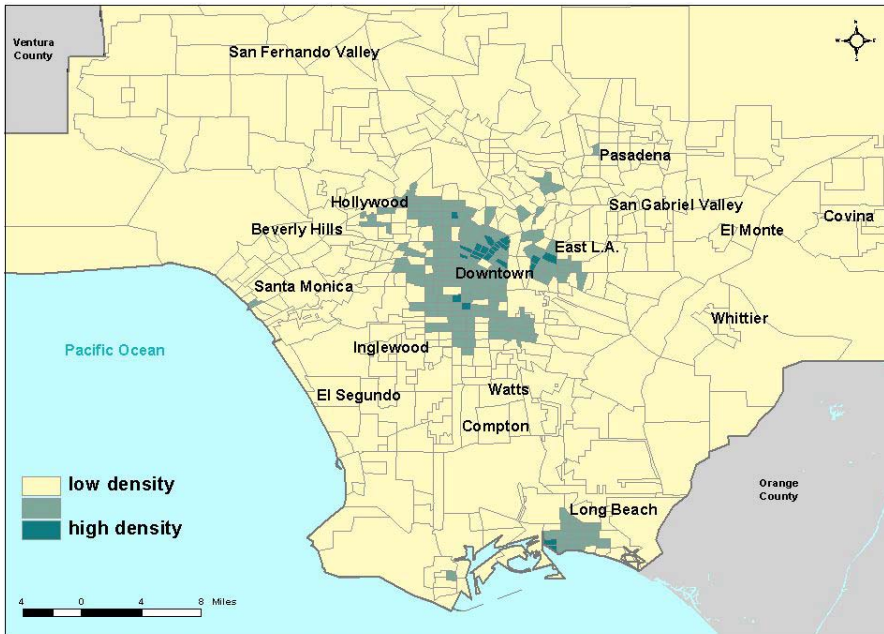 Ventura
County
San Fernando Valley
N
W
E
S
Pasadena
Hollywood
San Gabriel Valley
Beverly Hills
El Monte
Covina
East L.A.
Downtown
Santa Monica
Whittier
Pacific Ocean
Inglewood
El Segundo
Watts
Compton
low density
high density
Long Beach
Orange
County
4 0 4 8 Miles